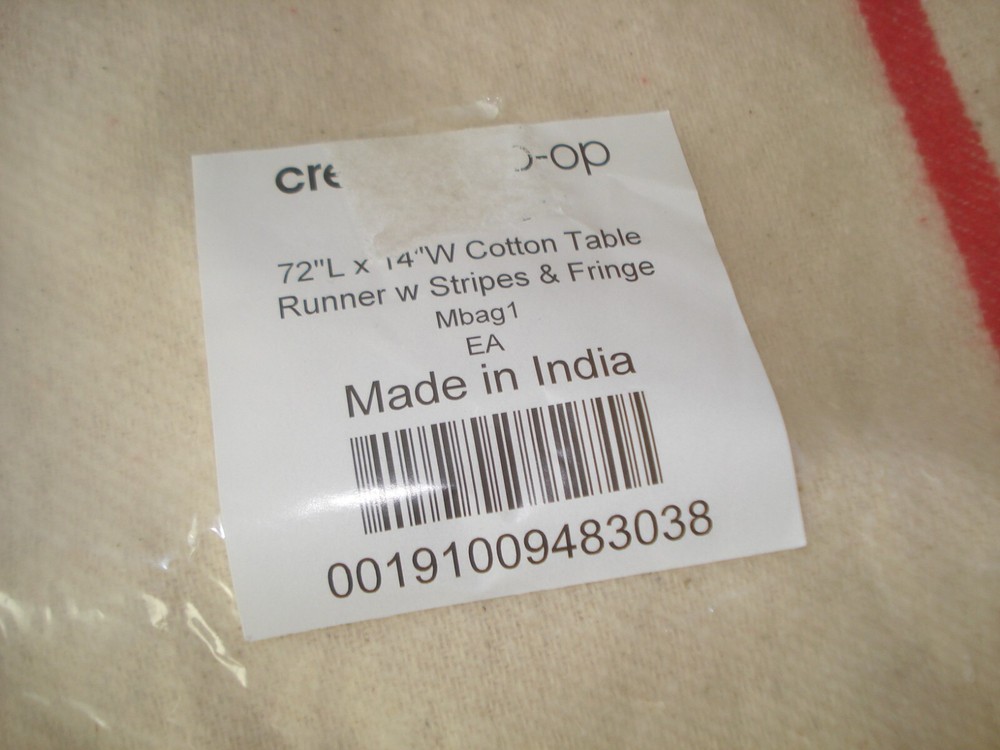 72"L x 14"W Cotton Table
Runner w Stripes & Fringe
Mbag1
EA
Made in India
00191009483038